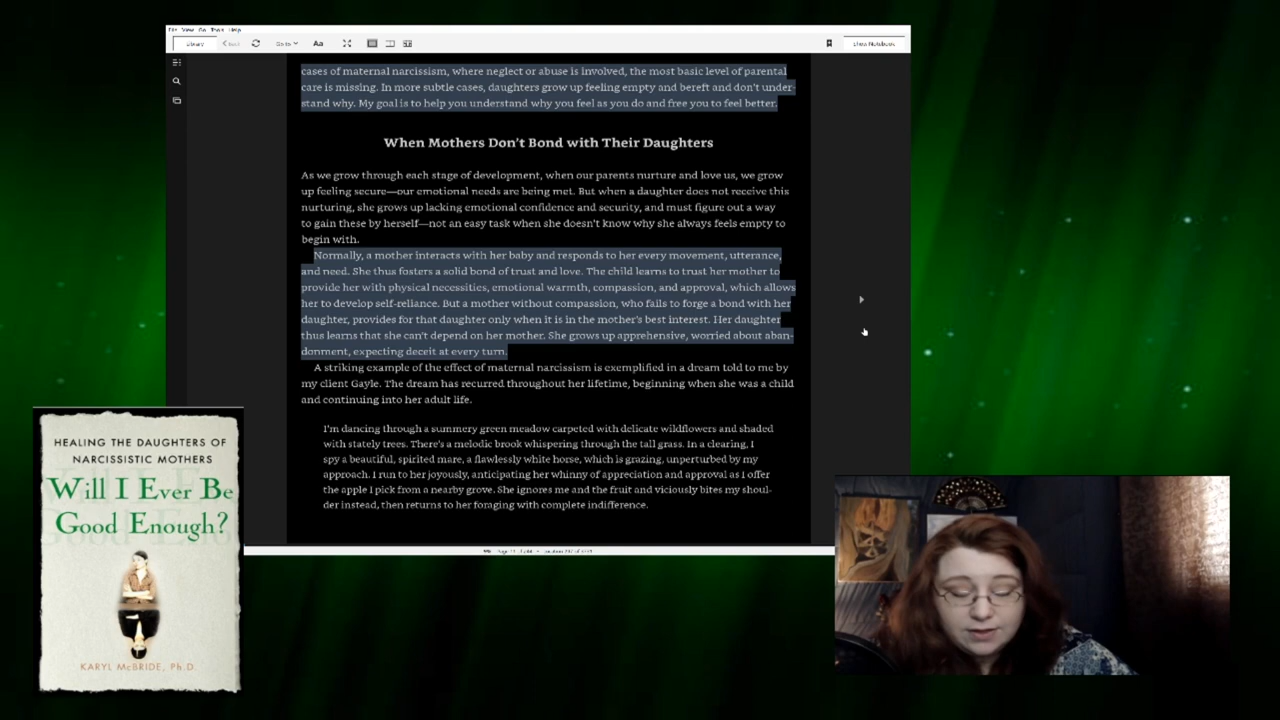 File View Go Tools Help
Library
Back
Go to
Aa
Show Notebook
cases of maternal narcissism, where neglect or abuse is involved, the most basic level of parental
care is missing. In more subtle cases, daughters grow up feeling empty and bereft and don't under-
stand why. My goal is to help you understand why you feel as you do and free you to feel better.
When Mothers Don't Bond with Their Daughters
As we grow through each stage of development, when our parents nurture and love us, we grow
up feeling secure—our emotional needs are being met. But when a daughter does not receive this
nurturing, she grows up lacking emotional confidence and security, and must figure out a way
to gain these by herself—not an easy task when she doesn't know why she always feels empty to
begin with.
Normally, a mother interacts with her baby and responds to her every movement, utterance,
and need. She thus fosters a solid bond of trust and love. The child learns to trust her mother to
provide her with physical necessities, emotional warmth, compassion, and approval, which allows
her to develop self-reliance. But a mother without compassion, who fails to forge a bond with her
daughter, provides for that daughter only when it is in the mother's best interest. Her daughter
thus learns that she can't depend on her mother. She grows up apprehensive, worried about aban-
donment, expecting deceit at every turn.
A striking example of the effect of maternal narcissism is exemplified in a dream told to me by
my client Gayle. The dream has recurred throughout her lifetime, beginning when she was a child
and continuing into her adult life.
I'm dancing through a summery green meadow carpeted with delicate wildflowers and shaded
with stately trees. There's a melodic brook whispering through the tall grass. In a clearing, I
spy a beautiful, spirited mare, a flawlessly white horse, which is grazing, unperturbed by my
approach. I run to her joyously, anticipating her whinny of appreciation and approval as I offer
the apple I pick from a nearby grove. She ignores me and the fruit and viciously bites my shoul-
der instead, then returns to her foraging with complete indifference.
HEALING THE DAUGHTERS OF
NARCISSISTIC MOTHERS
Will I Ever Be
Good Enough?
KARYL McBRIDE, Ph.D.